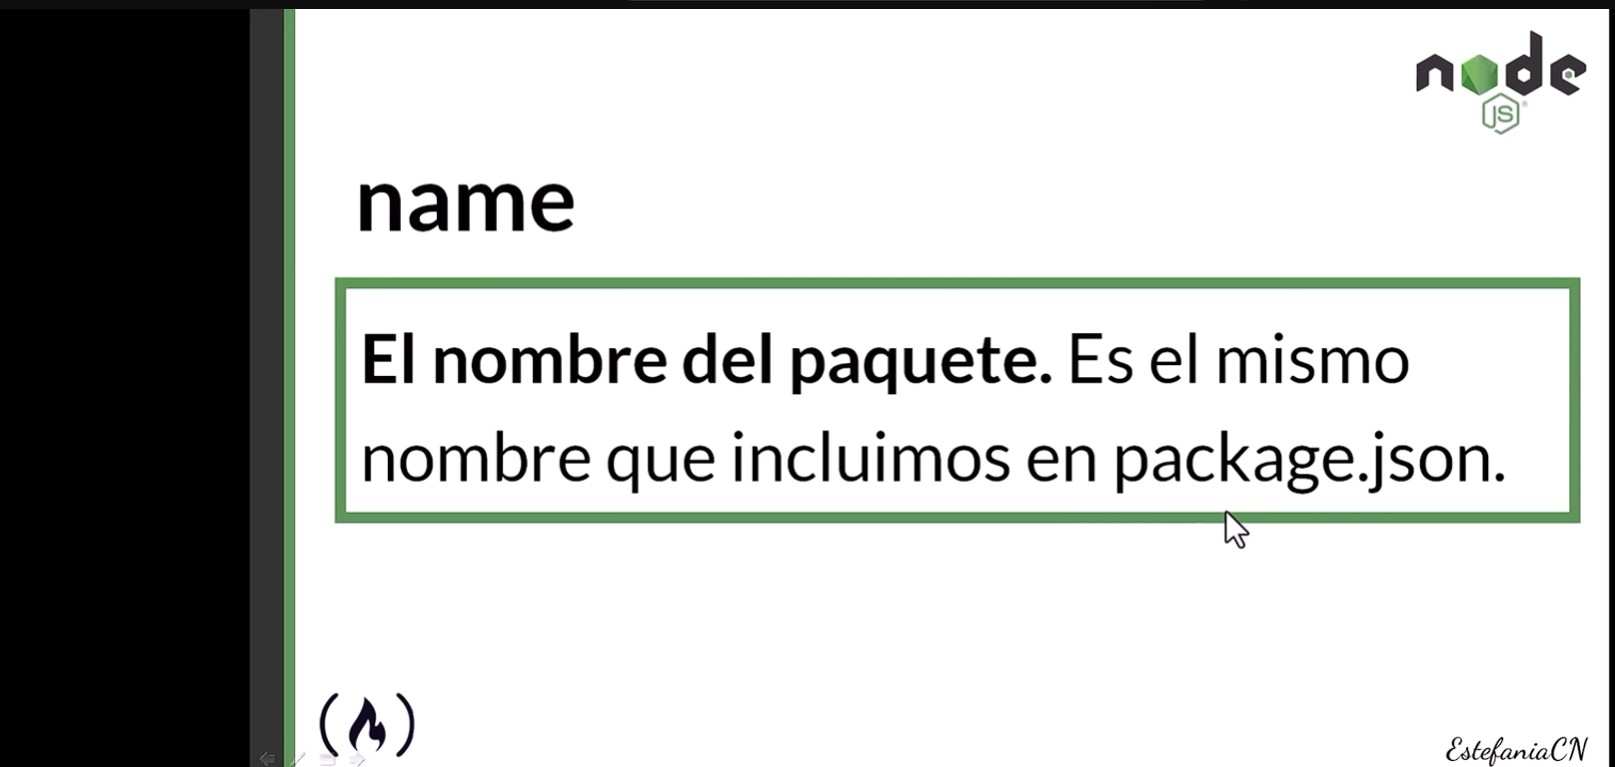 node
JS
name
El nombre del paquete. Es el mismo
nombre que incluimos en package.json.
EstefaniaCN